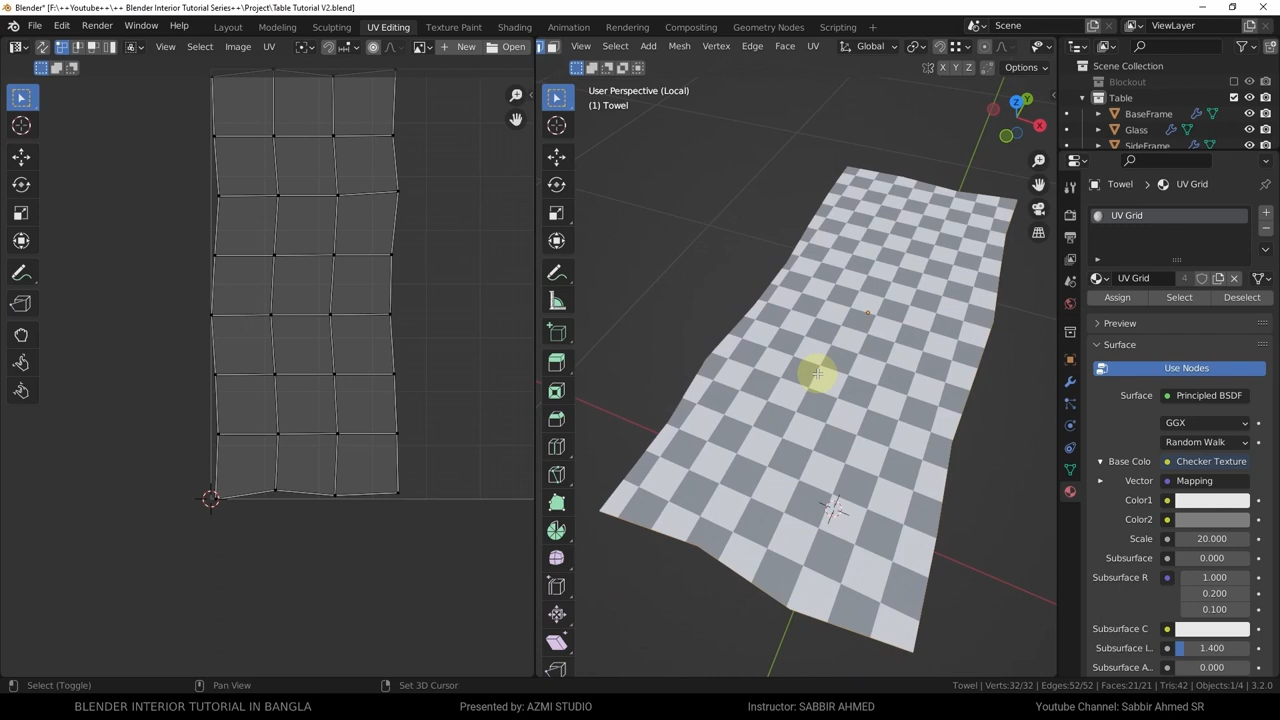 Blender* [F:\++Youtube++\++ Blender Interior Tutorial Series++\Project\Table Tutorial V2.blend]
File Edit Render Window Help Modeling Sculpting UV Editing Texture Paint Shading Animation Rendering Compositing Geometry Nodes Scripting Scene ViewLayer
View Select Image UV New Open View Select Add Mesh Vertex Edge Face UV Global
X Y Z Options
Scene Collection
Blockout
Table
BaseFrame
Glass
SideFrame
User Perspective (Local)
(1) Towel
Z Y X
Towel UV Grid
UV Grid
UV Grid 4
Assign Select Deselect
Preview
Surface
Use Nodes
Surface Principled BSDF
GGX
Random Walk
Base Colo Checker Texture
Vector Mapping
Color1
Color2
Scale 20.000
Subsurface 0.000
Subsurface R 1.000
0.200
0.100
Subsurface C
Subsurface I... 1.400
Subsurface A... 0.000
Select (Toggle) Pan View Set 3D Cursor Towel | Verts:32/32 | Edges:52/52 | Faces:21/21 | Tris:42 | Objects:1/4 | 3.2.0
BLENDER INTERIOR TUTORIAL IN BANGLA Presented by: AZMI STUDIO Instructor: SABBIR AHMED Youtube Channel: Sabbir Ahmed SR